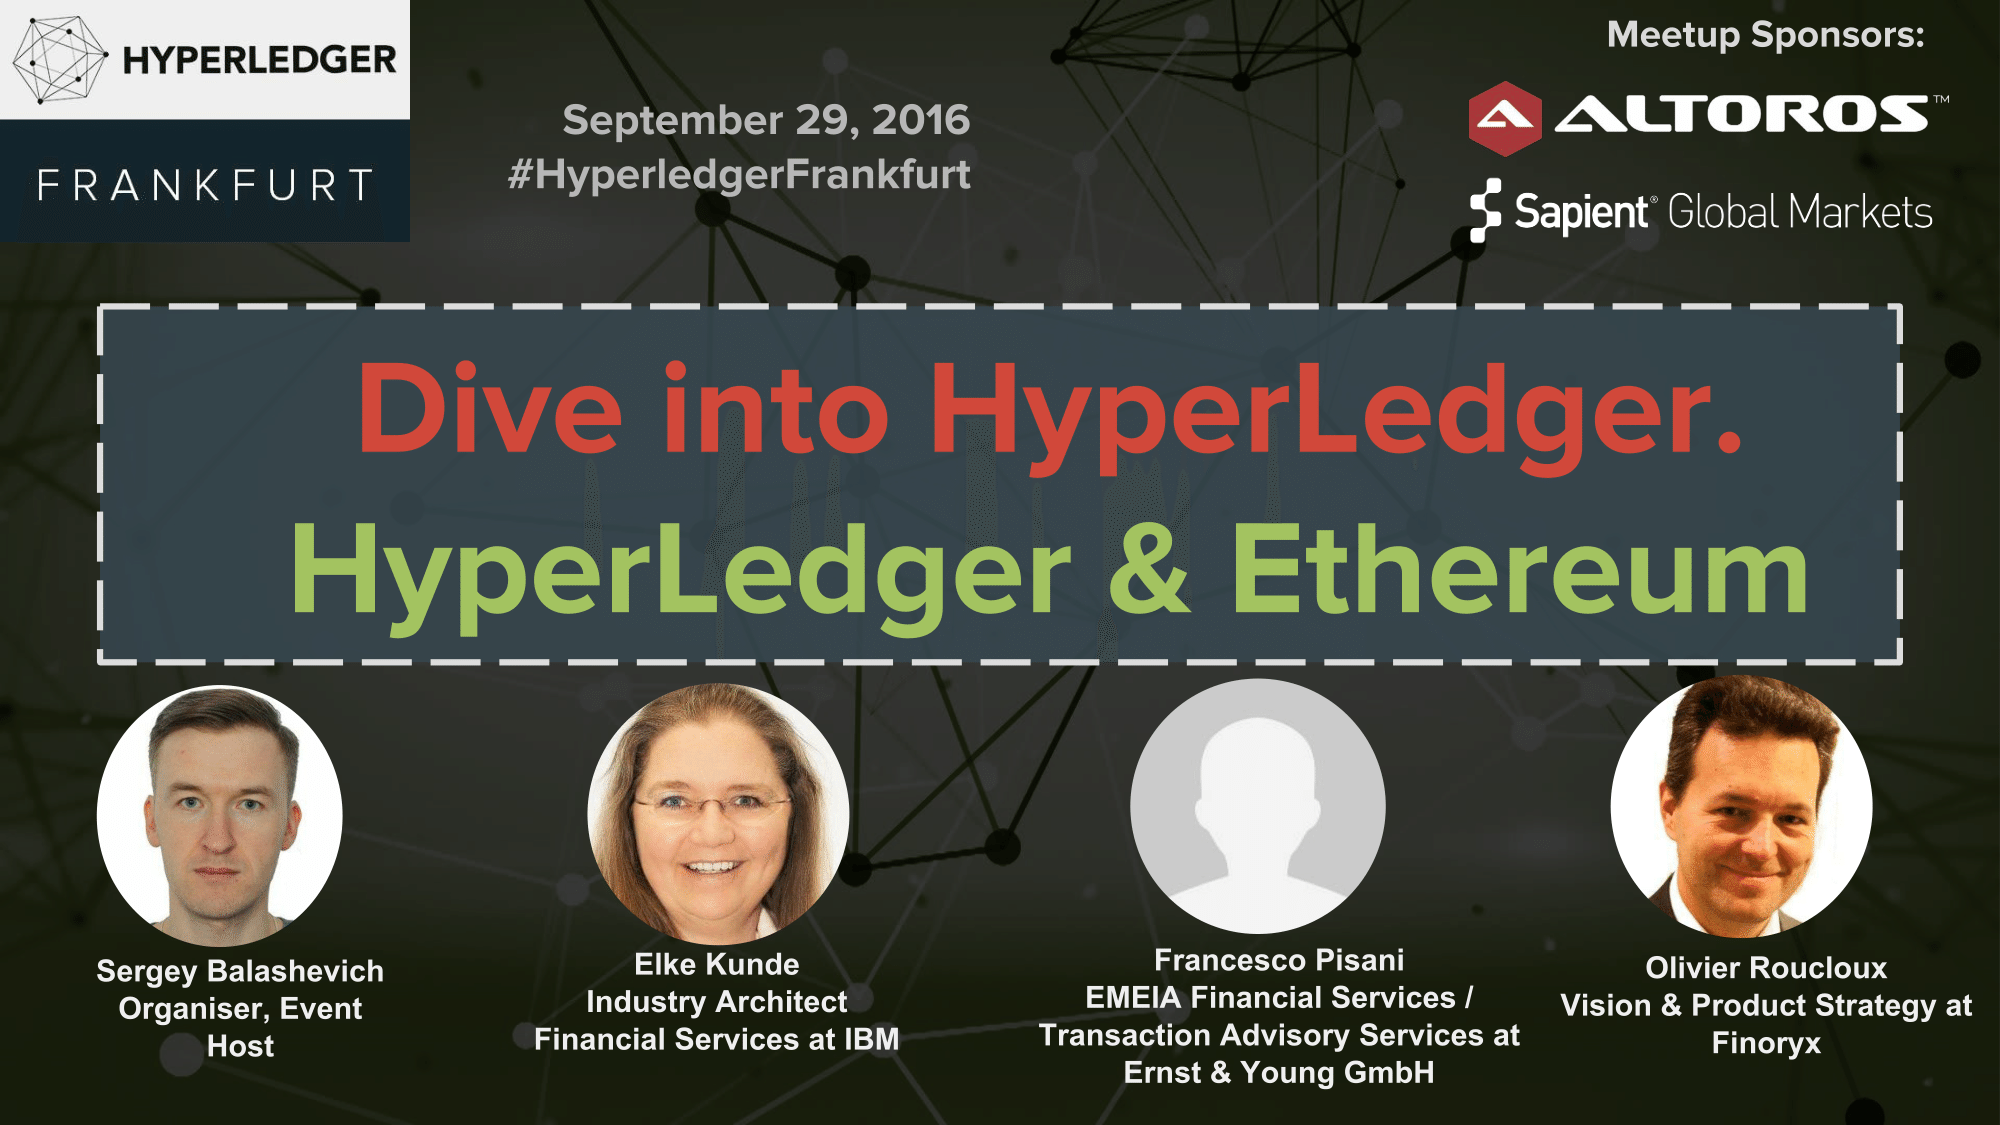 HYPERLEDGER
FRANKFURT
September 29, 2016
#HyperledgerFrankfurt
Meetup Sponsors:
ALTOROS™
Sapient® Global Markets
Dive into HyperLedger.
HyperLedger & Ethereum
Sergey Balashevich
Organiser, Event
Host
Elke Kunde
Industry Architect
Financial Services at IBM
Francesco Pisani
EMEIA Financial Services /
Transaction Advisory Services at
Ernst & Young GmbH
Olivier Roucloux
Vision & Product Strategy at
Finoryx